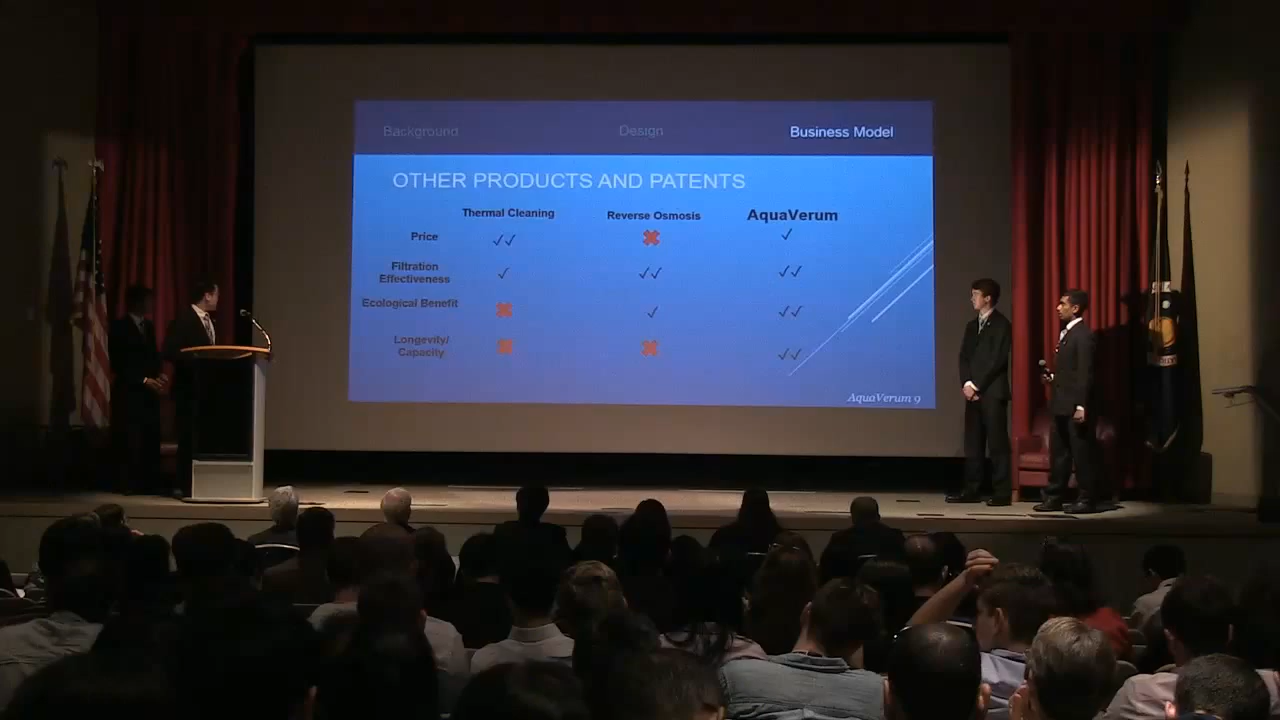 Background Design Business Model
OTHER PRODUCTS AND PATENTS
Thermal Cleaning Reverse Osmosis AquaVerum
Price
Filtration
Effectiveness
Ecological Benefit
Longevity/
Capacity
AquaVerum 9